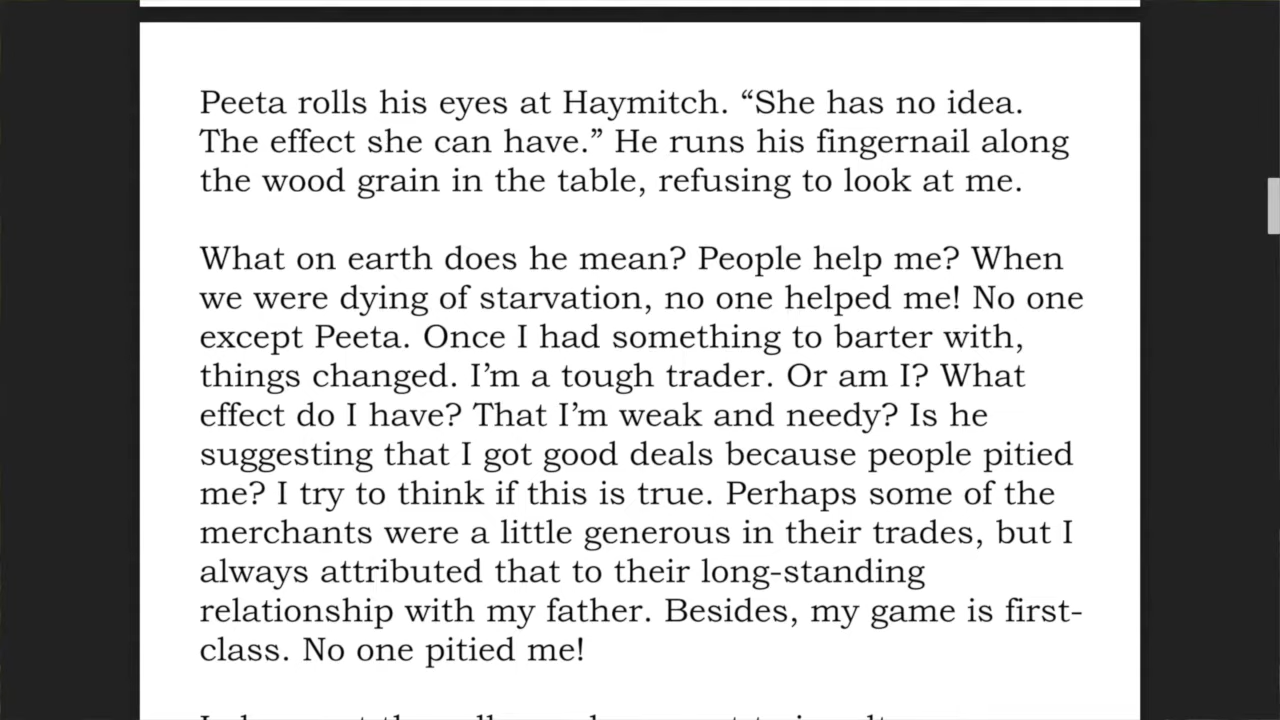 Peeta rolls his eyes at Haymitch. “She has no idea.
The effect she can have.” He runs his fingernail along
the wood grain in the table, refusing to look at me.
What on earth does he mean? People help me? When
we were dying of starvation, no one helped me! No one
except Peeta. Once I had something to barter with,
things changed. I’m a tough trader. Or am I? What
effect do I have? That I’m weak and needy? Is he
suggesting that I got good deals because people pitied
me? I try to think if this is true. Perhaps some of the
merchants were a little generous in their trades, but I
always attributed that to their long-standing
relationship with my father. Besides, my game is first-
class. No one pitied me!